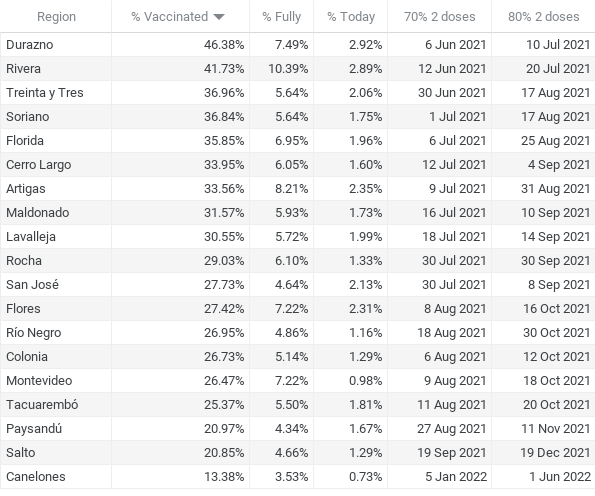 Region % Vaccinated % Fully % Today 70% 2 doses 80% 2 doses
Durazno 46.38% 7.49% 2.92% 6 Jun 2021 10 Jul 2021
Rivera 41.73% 10.39% 2.89% 12 Jun 2021 20 Jul 2021
Treinta y Tres 36.96% 5.64% 2.06% 30 Jun 2021 17 Aug 2021
Soriano 36.84% 5.64% 1.75% 1 Jul 2021 17 Aug 2021
Florida 35.85% 6.95% 1.96% 6 Jul 2021 25 Aug 2021
Cerro Largo 33.95% 6.05% 1.60% 12 Jul 2021 4 Sep 2021
Artigas 33.56% 8.21% 2.35% 9 Jul 2021 31 Aug 2021
Maldonado 31.57% 5.93% 1.73% 16 Jul 2021 10 Sep 2021
Lavalleja 30.55% 5.72% 1.99% 18 Jul 2021 14 Sep 2021
Rocha 29.03% 6.10% 1.33% 30 Jul 2021 30 Sep 2021
San José 27.73% 4.64% 2.13% 30 Jul 2021 8 Sep 2021
Flores 27.42% 7.22% 2.31% 8 Aug 2021 16 Oct 2021
Río Negro 26.95% 4.86% 1.16% 18 Aug 2021 30 Oct 2021
Colonia 26.73% 5.14% 1.29% 6 Aug 2021 12 Oct 2021
Montevideo 26.47% 7.22% 0.98% 9 Aug 2021 18 Oct 2021
Tacuarembó 25.37% 5.50% 1.81% 11 Aug 2021 20 Oct 2021
Paysandú 20.97% 4.34% 1.67% 27 Aug 2021 11 Nov 2021
Salto 20.85% 4.66% 1.29% 19 Sep 2021 19 Dec 2021
Canelones 13.38% 3.53% 0.73% 5 Jan 2022 1 Jun 2022